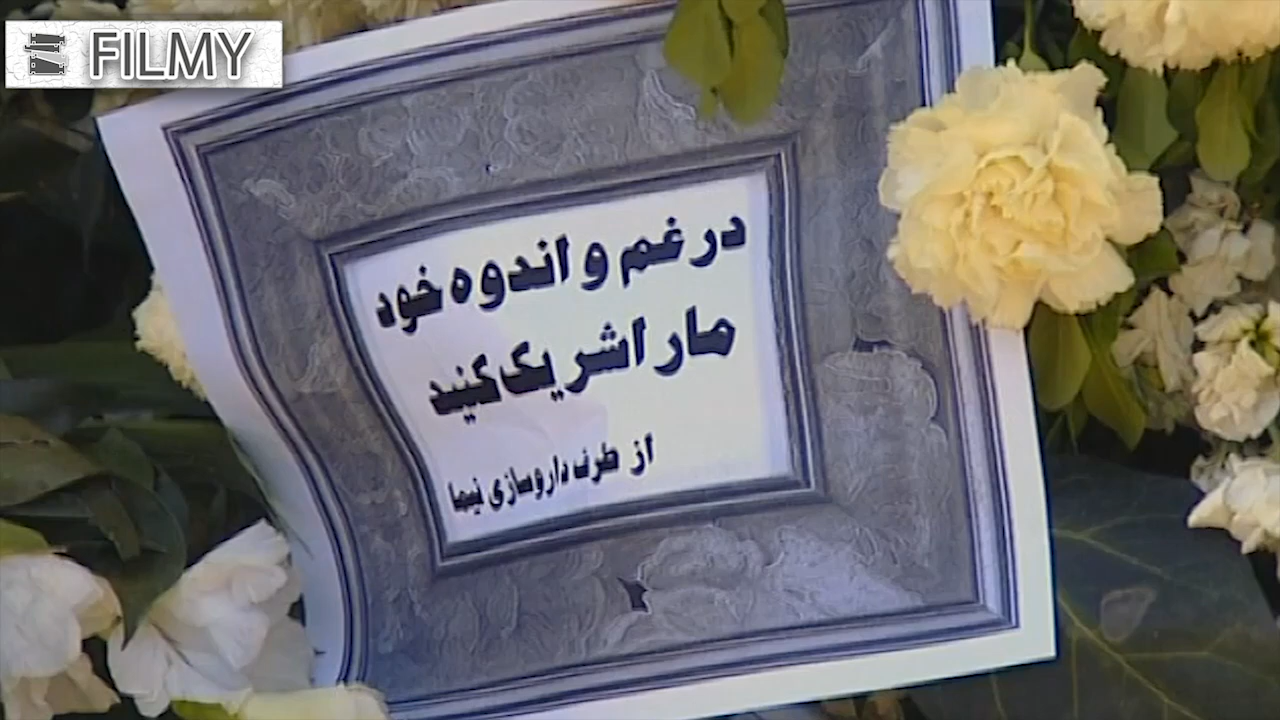 FILMY
در غم و اندوه خود
ما را شریک کنید
از طرف داروسازی نیما